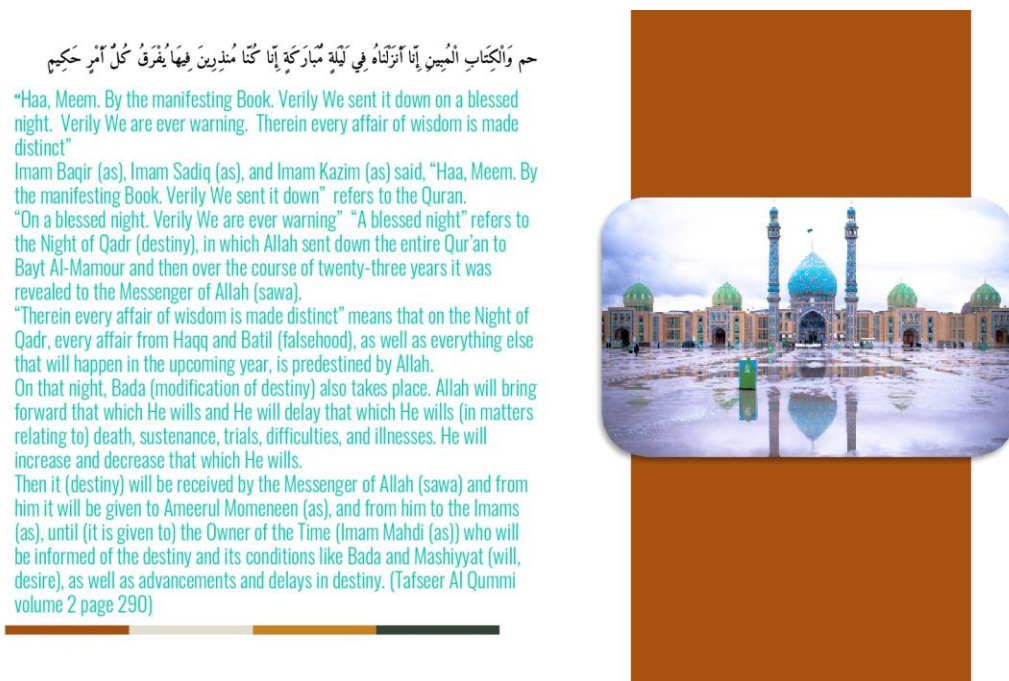 حم وَالْكِتَابِ الْمُبِينِ إِنَّا أَنزَلْنَاهُ فِي لَيْلَةٍ مُّبَارَكَةٍ إِنَّا كُنَّا مُنذِرِينَ فِيهَا يُفْرَقُ كُلُّ أَمْرٍ حَكِيمٍ
“Haa, Meem. By the manifesting Book. Verily We sent it down on a blessed
night.  Verily We are ever warning.  Therein every affair of wisdom is made
distinct”
Imam Baqir (as), Imam Sadiq (as), and Imam Kazim (as) said, “Haa, Meem. By
the manifesting Book. Verily We sent it down”  refers to the Quran.
“On a blessed night. Verily We are ever warning”  “A blessed night” refers to
the Night of Qadr (destiny), in which Allah sent down the entire Qur’an to
Bayt Al-Mamour and then over the course of twenty-three years it was
revealed to the Messenger of Allah (sawa).
“Therein every affair of wisdom is made distinct” means that on the Night of
Qadr, every affair from Haqq and Batil (falsehood), as well as everything else
that will happen in the upcoming year, is predestined by Allah.
On that night, Bada (modification of destiny) also takes place. Allah will bring
forward that which He wills and He will delay that which He wills (in matters
relating to) death, sustenance, trials, difficulties, and illnesses. He will
increase and decrease that which He wills.
Then it (destiny) will be received by the Messenger of Allah (sawa) and from
him it will be given to Ameerul Momeneen (as), and from him to the Imams
(as), until (it is given to) the Owner of the Time (Imam Mahdi (as)) who will
be informed of the destiny and its conditions like Bada and Mashiyyat (will,
desire), as well as advancements and delays in destiny. (Tafseer Al Qummi
volume 2 page 290)